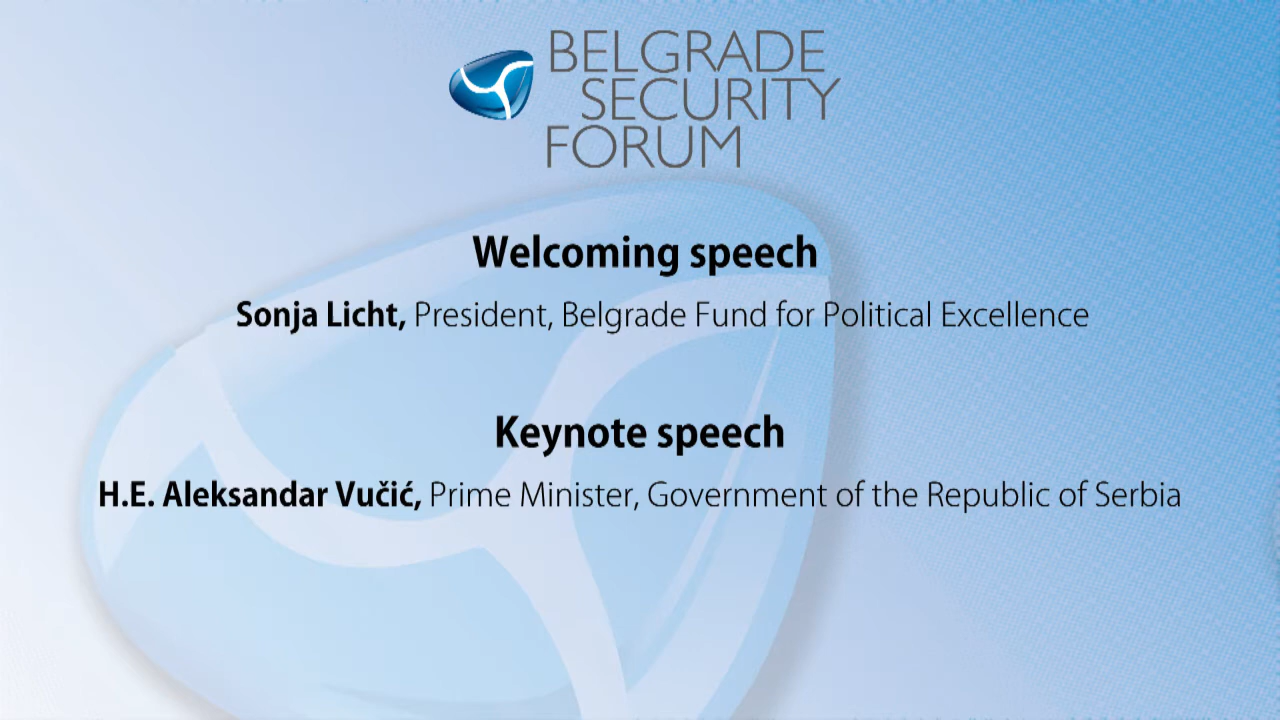 BELGRADE
SECURITY
FORUM
Welcoming speech
Sonja Licht, President, Belgrade Fund for Political Excellence
Keynote speech
H.E. Aleksandar Vučić, Prime Minister, Government of the Republic of Serbia